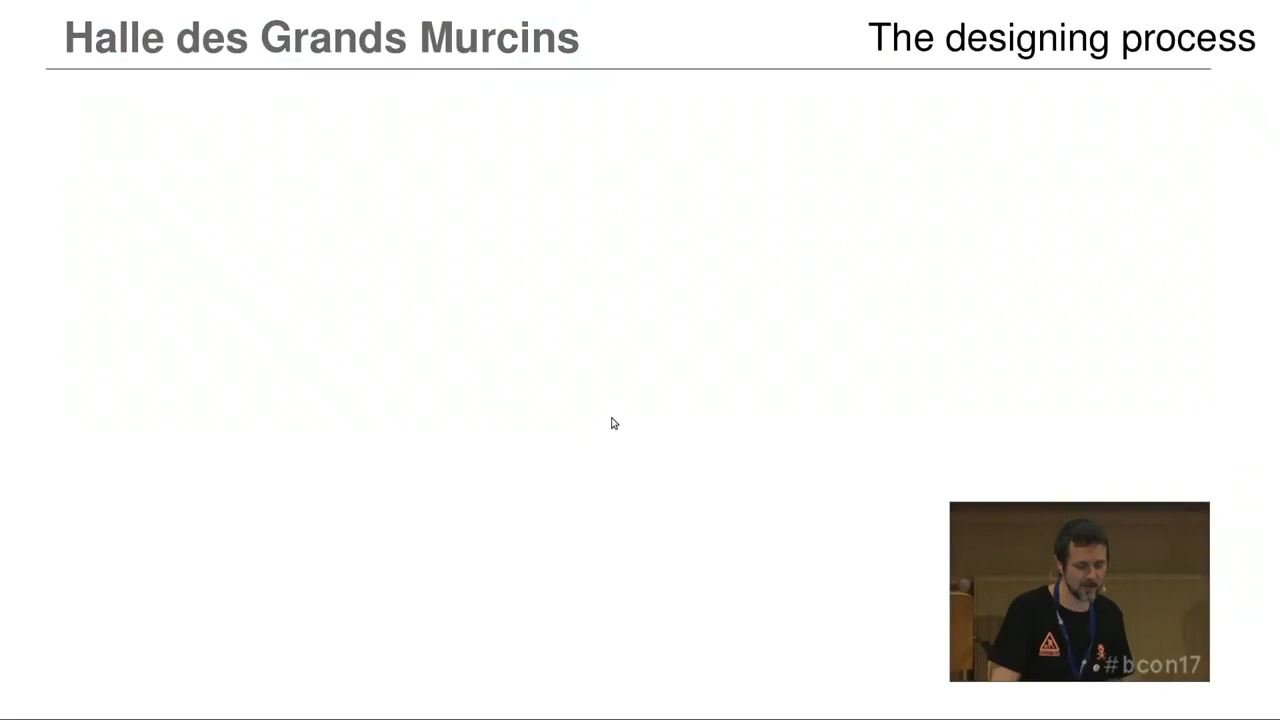 Halle des Grands Murcins
The designing process
#bcon17